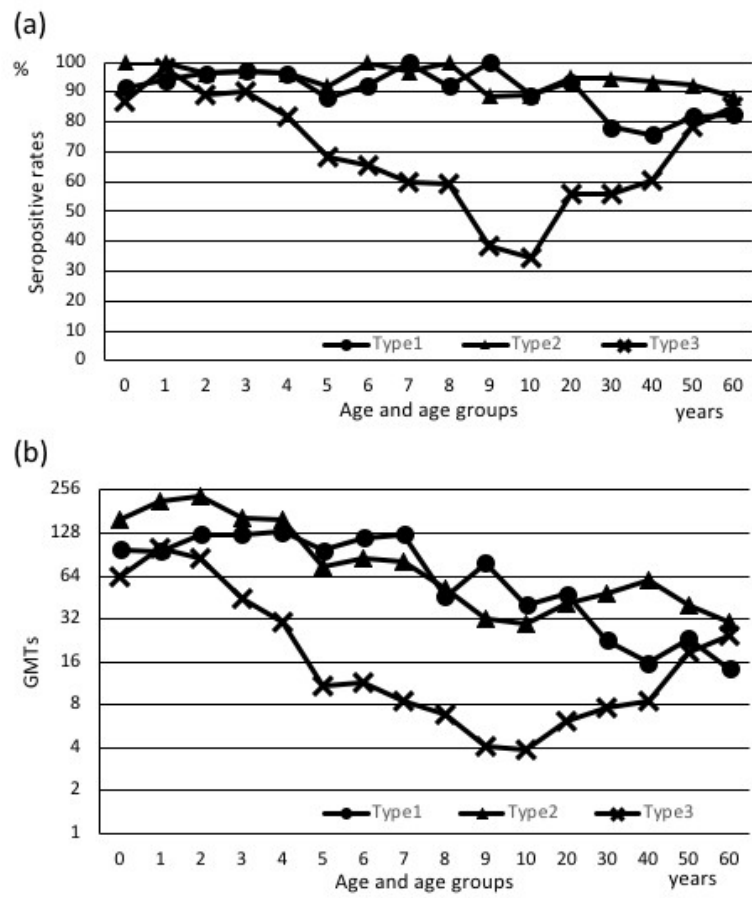 (a)
%
100
90
80
70
60
50
40
30
20
10
0
Seropositive rates
Type1 Type2 Type3
0 1 2 3 4 5 6 7 8 9 10 20 30 40 50 60
Age and age groups years
(b)
256
128
64
32
16
8
4
2
1
GMTs
Type1 Type2 Type3
0 1 2 3 4 5 6 7 8 9 10 20 30 40 50 60
Age and age groups years